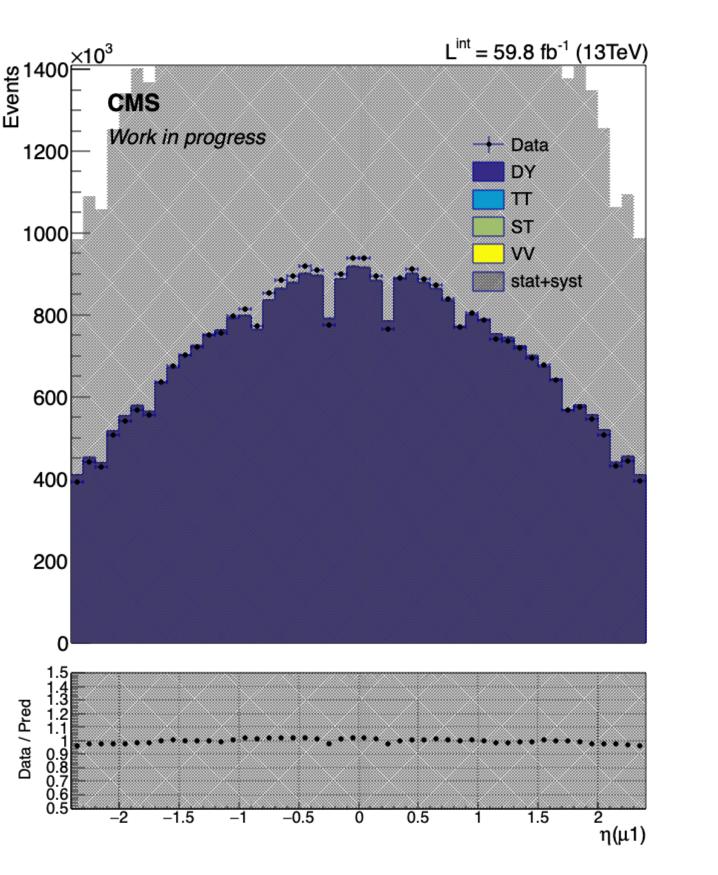 ×10³
L^int = 59.8 fb⁻¹ (13TeV)
Events
1400
1200
1000
800
600
400
200
0
CMS
Work in progress
Data
DY
TT
ST
VV
stat+syst
Data / Pred
1.5
1.4
1.3
1.2
1.1
1
0.9
0.8
0.7
0.6
0.5
−2 −1.5 −1 −0.5 0 0.5 1 1.5 2
η(μ1)